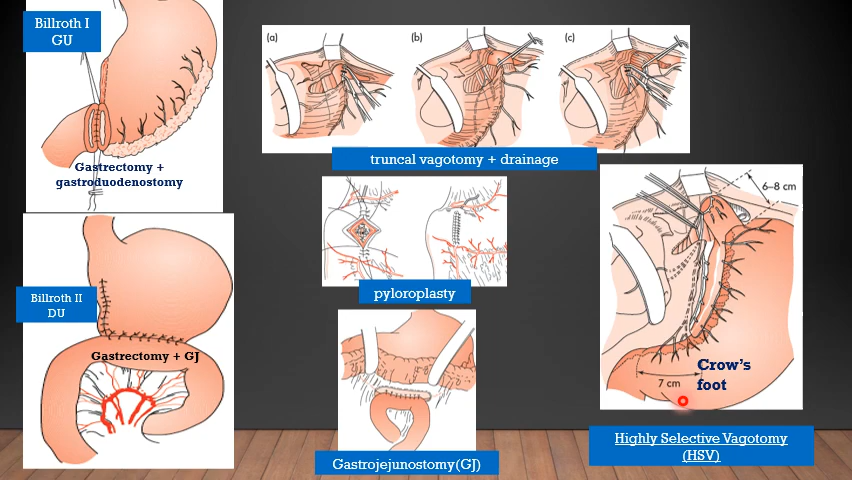 Billroth I
GU
Gastrectomy +
gastroduodenostomy
Billroth II
DU
Gastrectomy + GJ
(a)
(b)
(c)
truncal vagotomy + drainage
pyloroplasty
Gastrojejunostomy(GJ)
6–8 cm
Crow's
foot
7 cm
Highly Selective Vagotomy
(HSV)